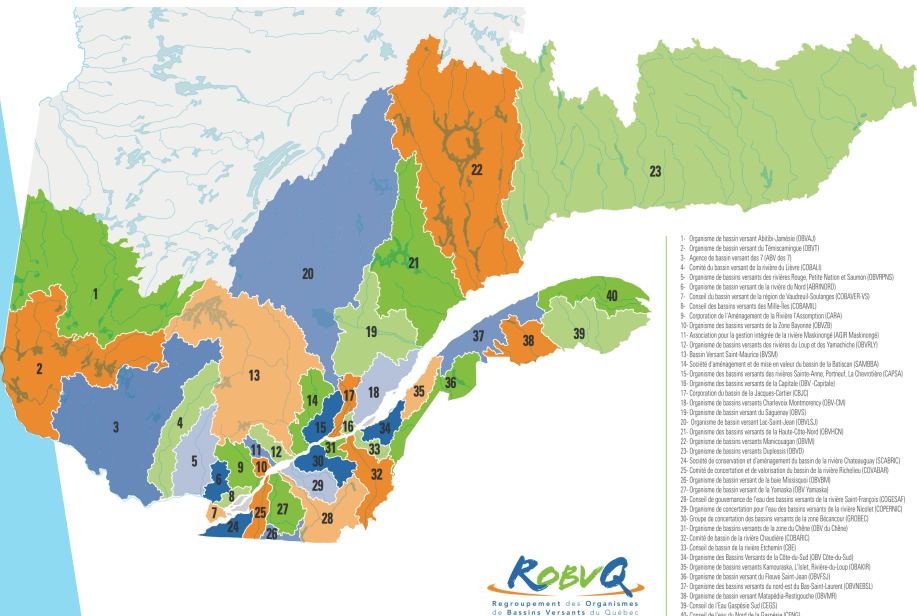 1
2
3
4
5
6
7
8
9
10
11
12
13
14
15
16
17
18
19
20
21
22
23
24
25
26
27
28
29
30
31
32
33
34
35
36
37
38
39
40
1- Organisme de bassin versant Abitibi-Jamésie (OBVAJ)
2- Organisme de bassin versant du Témiscamingue (OBVT)
3- Agence de bassin versant des 7 (ABV des 7)
4- Comité du bassin versant de la rivière du Lièvre (COBALI)
5- Organisme de bassins versants des rivières Rouge, Petite Nation et Saumon (OBVRPNS)
6- Organisme de bassin versant de la rivière du Nord (ABRINORD)
7- Conseil du bassin versant de la région de Vaudreuil-Soulanges (COBAVER-VS)
8- Conseil des bassins versants des Mille-Îles (COBAMIL)
9- Corporation de l'Aménagement de la Rivière l'Assomption (CARA)
10- Organisme des bassins versants de la Zone Bayonne (OBVZB)
11- Association pour la gestion intégrée de la rivière Maskinongé (AGIR Maskinongé)
12- Organisme de bassins versants des rivières du Loup et des Yamachiche (OBVRLY)
13- Bassin Versant Saint-Maurice (BVSM)
14- Société d'aménagement et de mise en valeur du bassin de la Batiscan (SAMBBA)
15- Organisme des bassins versants des rivières Sainte-Anne, Portneuf, La Chevrotière (CAPSA)
16- Organisme des bassins versants de la Capitale (OBV -Capitale)
17- Corporation du bassin de la Jacques-Cartier (CBJC)
18- Organisme de bassins versants Charlevoix Montmorency (OBV-CM)
19- Organisme de bassin versant du Saguenay (OBVS)
20- Organisme de bassin versant Lac-Saint-Jean (OBVLSJ)
21- Organisme des bassins versants de la Haute-Côte-Nord (OBVHCN)
22- Organisme de bassins versants Manicouagan (OBVM)
23- Organisme de bassins versants Duplessis (OBVD)
24- Société de conservation et d'aménagement du bassin de la rivière Chateauguay (SCABRIC)
25- Comité de concertation et de valorisation du bassin de la rivière Richelieu (COVABAR)
26- Organisme de bassin versant de la baie Missisquoi (OBVBM)
27- Organisme de bassin versant de la Yamaska (OBV Yamaska)
28- Conseil de gouvernance de l'eau des bassins versants de la rivière Saint-François (COGESAF)
29- Organisme de concertation pour l'eau des bassins versants de la rivière Nicolet (COPERNIC)
30- Groupe de concertation des bassins versants de la zone Bécancour (GROBEC)
31- Organisme de bassins versants de la zone du Chêne (OBV du Chêne)
32- Comité de bassin de la rivière Chaudière (COBARIC)
33- Conseil de bassin de la rivière Etchemin (CBE)
34- Organisme des Bassins Versants de la Côte-du-Sud (OBV Côte-du-Sud)
35- Organisme de bassins versants Kamouraska, L'Islet, Rivière-du-Loup (OBAKIR)
36- Organisme de bassin versant du Fleuve Saint-Jean (OBVFSJ)
37- Organisme des bassins versants du nord-est du Bas-Saint-Laurent (OBVNEBSL)
38- Organisme de bassin versant Matapédia-Restigouche (OBVMR)
39- Conseil de l'Eau Gaspésie Sud (CEGS)
40- Conseil de l'eau du Nord de la Gaspésie (CENG)
ROBVQ
Regroupement des Organismes
de Bassins Versants du Québec